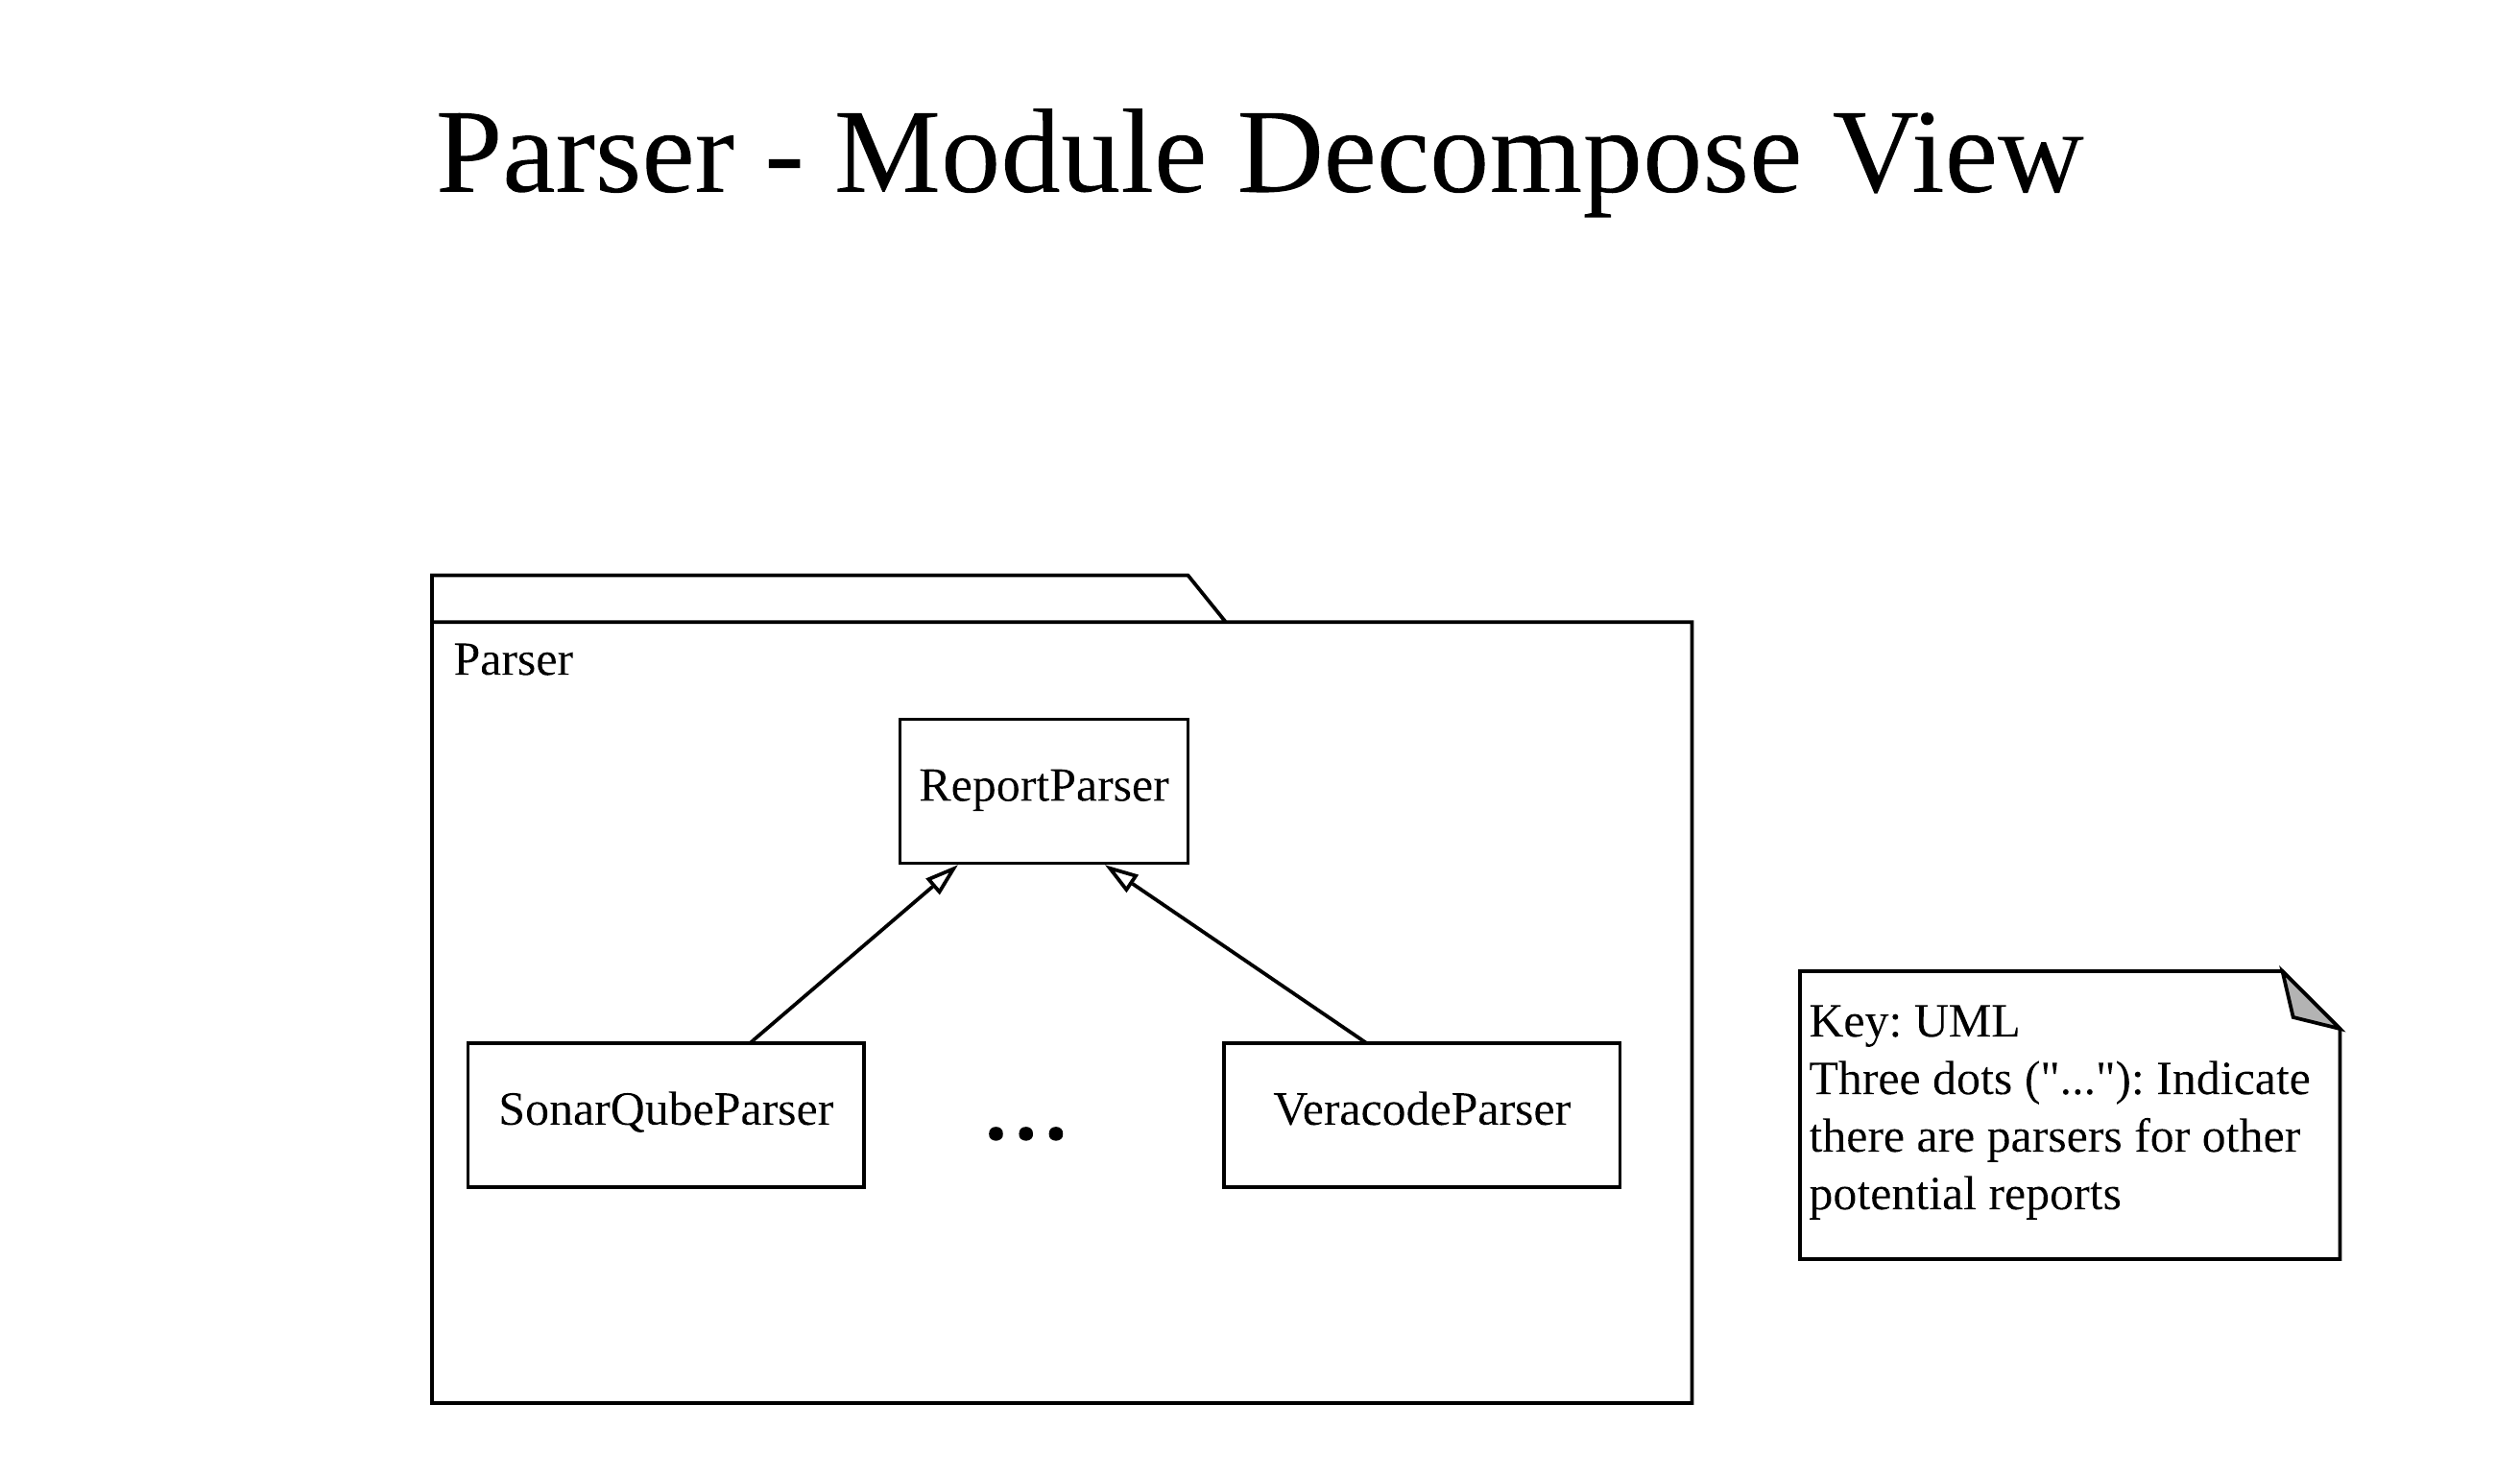 Parser - Module Decompose View
Parser
ReportParser
SonarQubeParser
...
VeracodeParser
Key: UML
Three dots ("..."): Indicate
there are parsers for other
potential reports